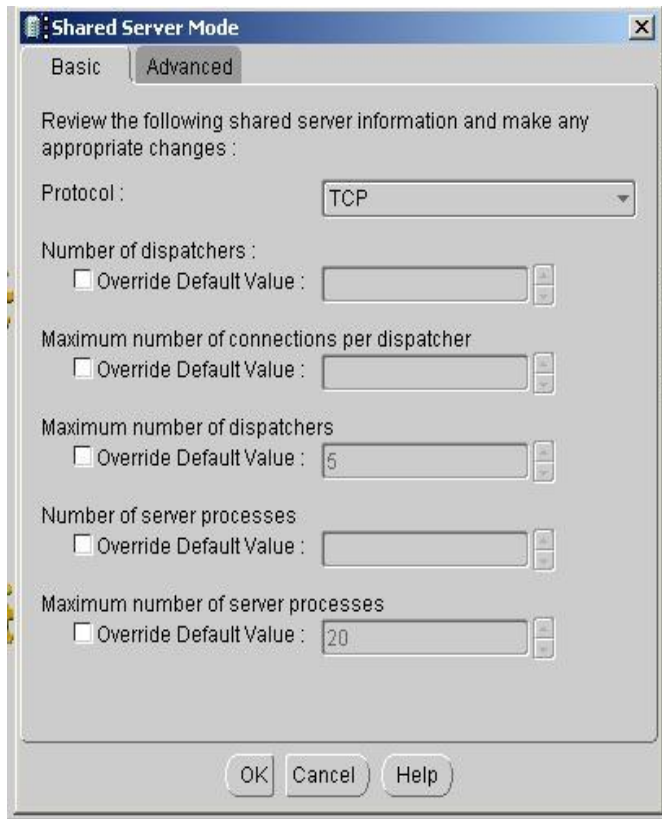 Shared Server Mode
Basic Advanced
Review the following shared server information and make any
appropriate changes :
Protocol : TCP
Number of dispatchers :
Override Default Value :
Maximum number of connections per dispatcher
Override Default Value :
Maximum number of dispatchers
Override Default Value : 5
Number of server processes
Override Default Value :
Maximum number of server processes
Override Default Value : 20
OK Cancel Help